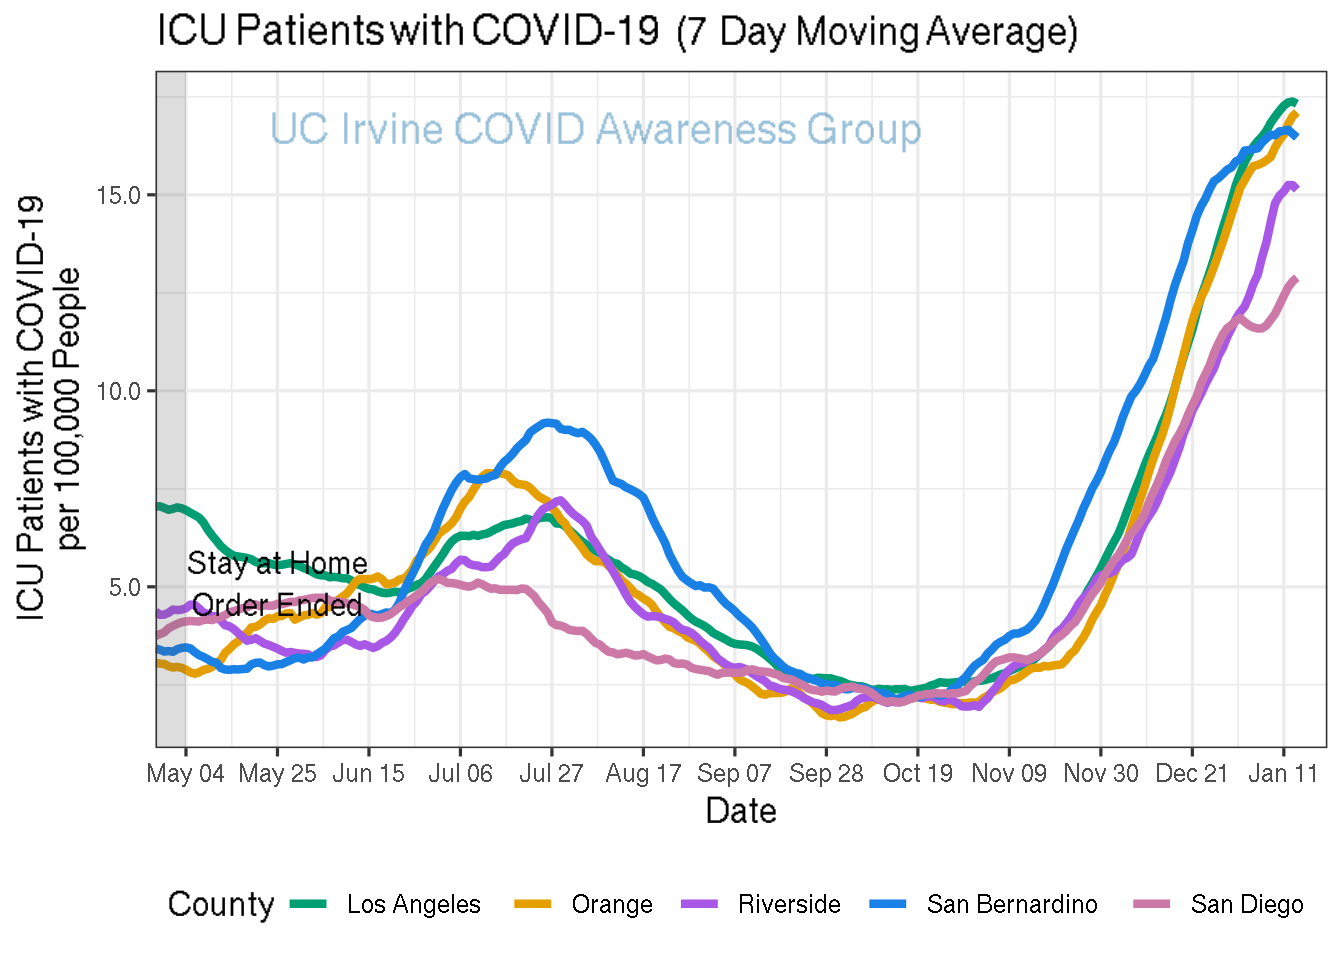 ICU Patients with COVID-19 (7 Day Moving Average)
UC Irvine COVID Awareness Group
ICU Patients with COVID-19
per 100,000 People
15.0
10.0
5.0
Stay at Home
Order Ended
May 04 May 25 Jun 15 Jul 06 Jul 27 Aug 17 Sep 07 Sep 28 Oct 19 Nov 09 Nov 30 Dec 21 Jan 11
Date
County Los Angeles Orange Riverside San Bernardino San Diego